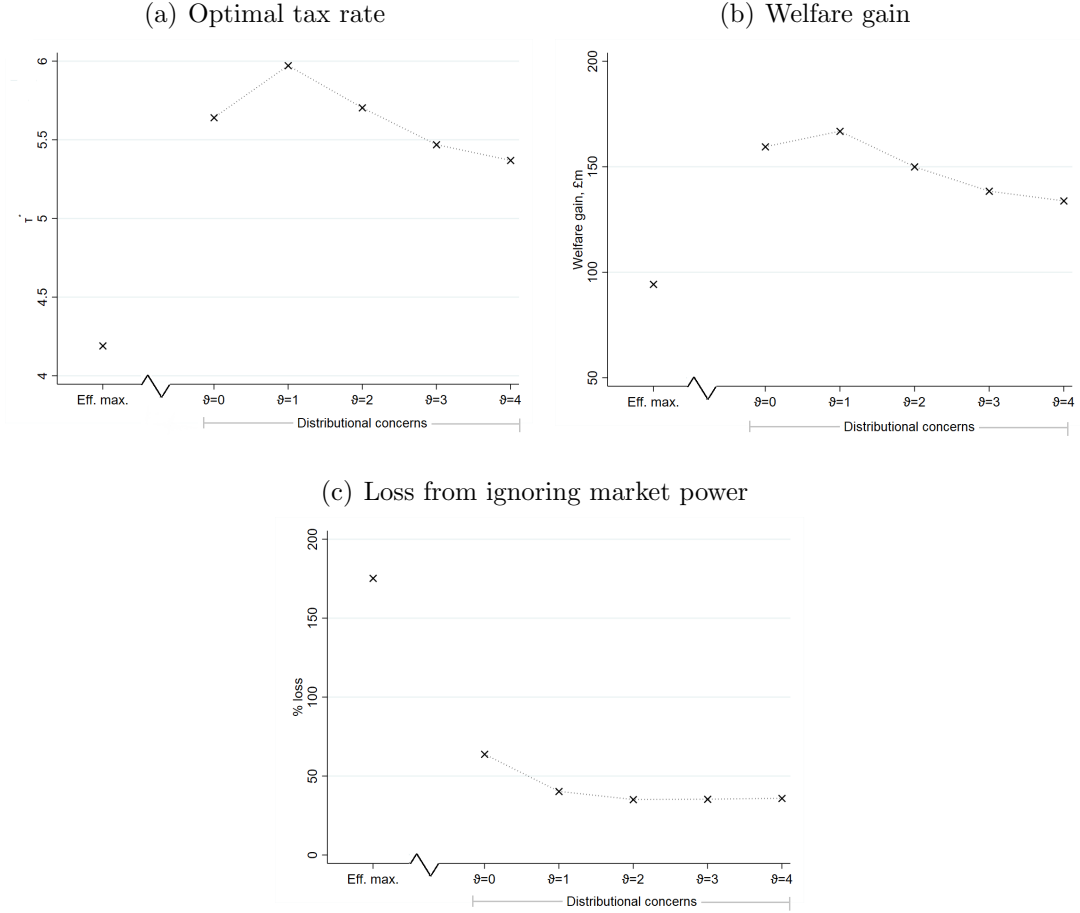 (a) Optimal tax rate
6
5.5
5
4.5
4
τ*
Eff. max.
ϑ=0
ϑ=1
ϑ=2
ϑ=3
ϑ=4
Distributional concerns
(b) Welfare gain
200
150
100
50
Welfare gain, £m
Eff. max.
ϑ=0
ϑ=1
ϑ=2
ϑ=3
ϑ=4
Distributional concerns
(c) Loss from ignoring market power
200
150
100
50
0
% loss
Eff. max.
ϑ=0
ϑ=1
ϑ=2
ϑ=3
ϑ=4
Distributional concerns